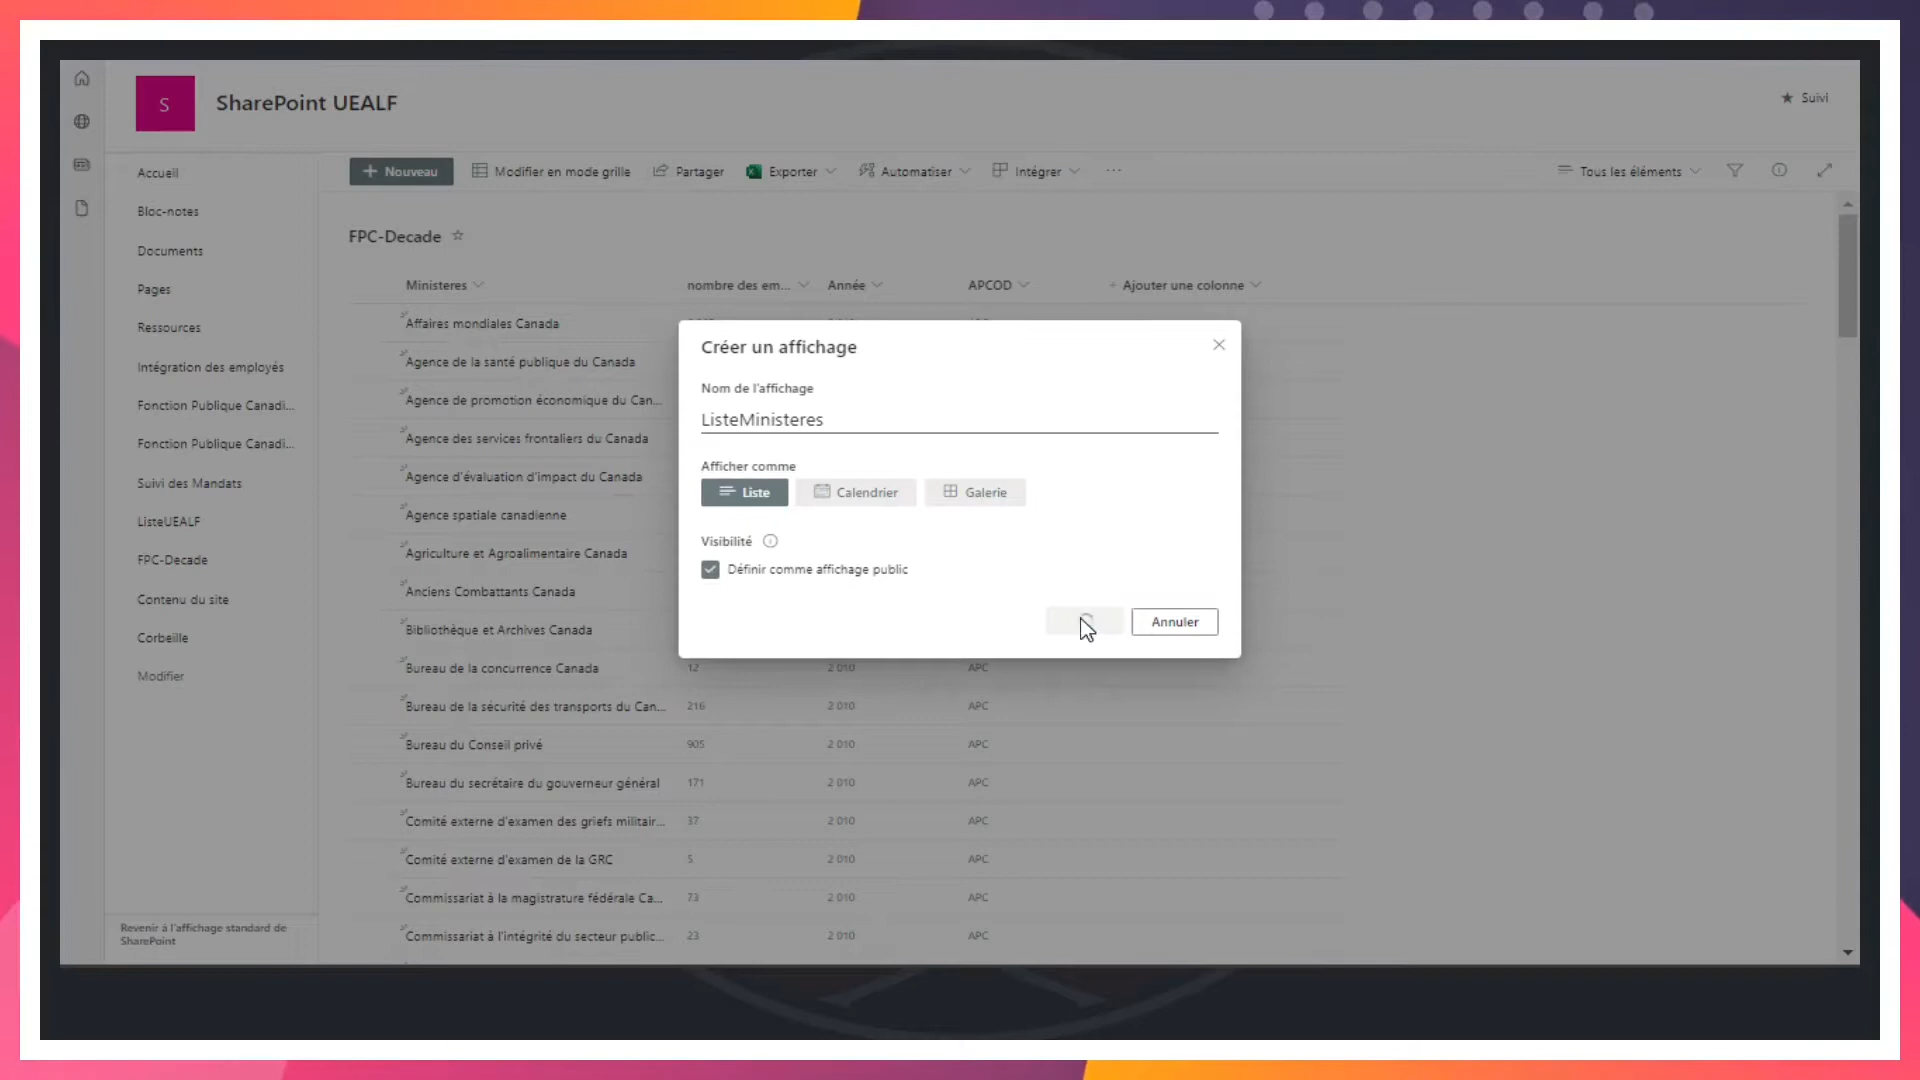 S
SharePoint UEALF
Suivi
Accueil
Bloc-notes
Documents
Pages
Ressources
Intégration des employés
Fonction Publique Canadi...
Fonction Publique Canadi...
Suivi des Mandats
ListeUEALF
FPC-Decade
Contenu du site
Corbeille
Modifier
Revenir à l'affichage standard de
SharePoint
Nouveau
Modifier en mode grille
Partager
Exporter
Automatiser
Intégrer
Tous les éléments
FPC-Decade
Ministeres
nombre des em...
Année
APCOD
+ Ajouter une colonne
Affaires mondiales Canada
Agence de la santé publique du Canada
Agence de promotion économique du Can...
Agence des services frontaliers du Canada
Agence d'évaluation d'impact du Canada
Agence spatiale canadienne
Agriculture et Agroalimentaire Canada
Anciens Combattants Canada
Bibliothèque et Archives Canada
Bureau de la concurrence Canada 12 2 010 APC
Bureau de la sécurité des transports du Can... 216 2 010 APC
Bureau du Conseil privé 905 2 010 APC
Bureau du secrétaire du gouverneur général 171 2 010 APC
Comité externe d'examen des griefs militair... 37 2 010 APC
Comité externe d'examen de la GRC 5 2 010 APC
Commissariat à la magistrature fédérale Ca... 73 2 010 APC
Commissariat à l'intégrité du secteur public... 23 2 010 APC
Créer un affichage
Nom de l'affichage
ListeMinisteres
Afficher comme
Liste
Calendrier
Galerie
Visibilité
Définir comme affichage public
Annuler